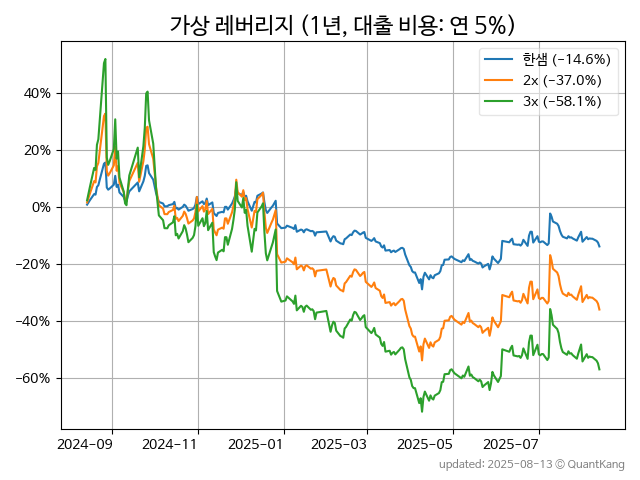 가상 레버리지 (1년, 대출 비용: 연 5%)
한샘 (−14.6%)
2x (−37.0%)
3x (−58.1%)
40%
20%
0%
−20%
−40%
−60%
2024-09 2024-11 2025-01 2025-03 2025-05 2025-07
updated: 2025-08-13 © QuantKang